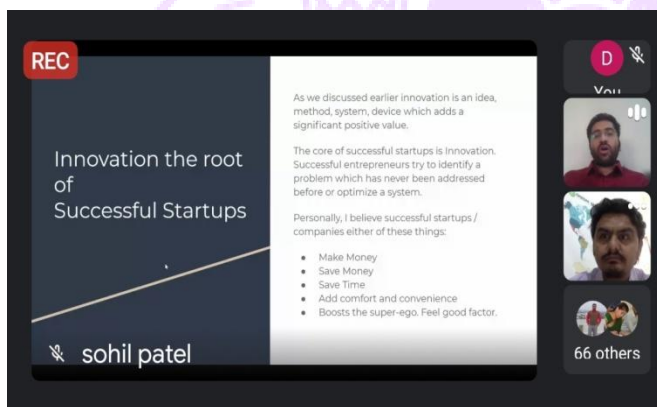 REC
Innovation the root
of
Successful Startups
As we discussed earlier innovation is an idea,
method, system, device which adds a
significant positive value.
The core of successful startups is Innovation.
Successful entrepreneurs try to identify a
problem which has never been addressed
before or optimize a system.
Personally, I believe successful startups /
companies either of these things:
● Make Money
● Save Money
● Save Time
● Add comfort and convenience
● Boosts the super-ego. Feel good factor.
sohil patel
D
You
66 others